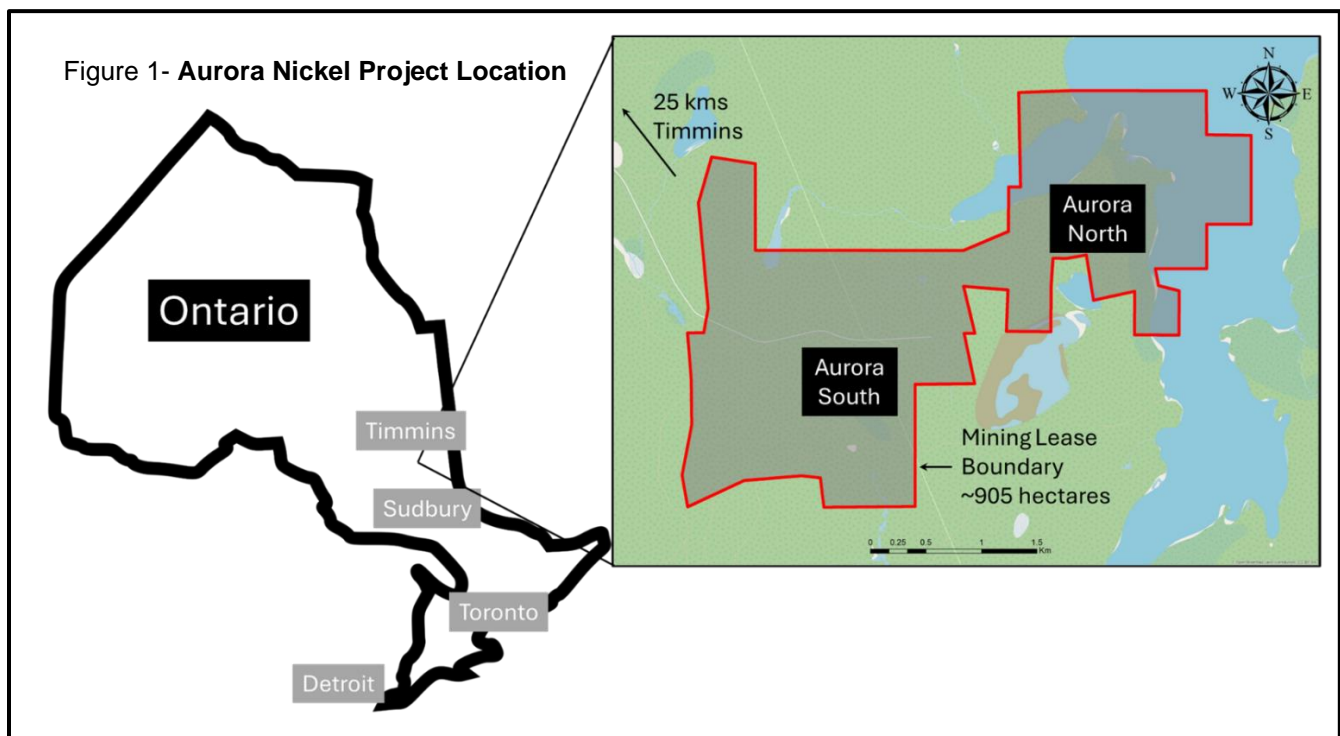 Figure 1- Aurora Nickel Project Location
Ontario
Timmins
Sudbury
Toronto
Detroit
25 kms
Timmins
N
W E
S
Aurora
North
Aurora
South
Mining Lease
Boundary
~905 hectares
0 0.25 0.5 1 1.5
Km